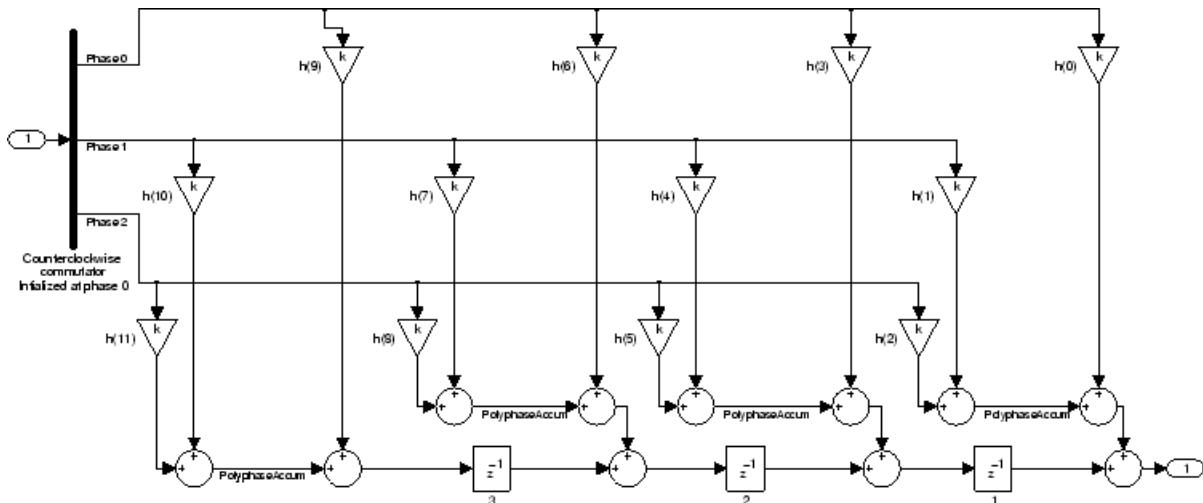 Phase 0
k
k
k
k
h(9)
h(6)
h(3)
h(0)
1
Phase 1
k
k
k
k
h(10)
h(7)
h(4)
h(1)
Phase 2
Counterclockwise
commutator
Intialized at phase 0
k
k
k
k
h(11)
h(8)
h(5)
h(2)
+
+
+
+
+
+
+
+
+
PolyphaseAccum
+
+
PolyphaseAccum
+
+
PolyphaseAccum
+
+
+
+
+
+
+
+
PolyphaseAccum
+
z-1
+
z-1
+
z-1
+
1
3
2
1